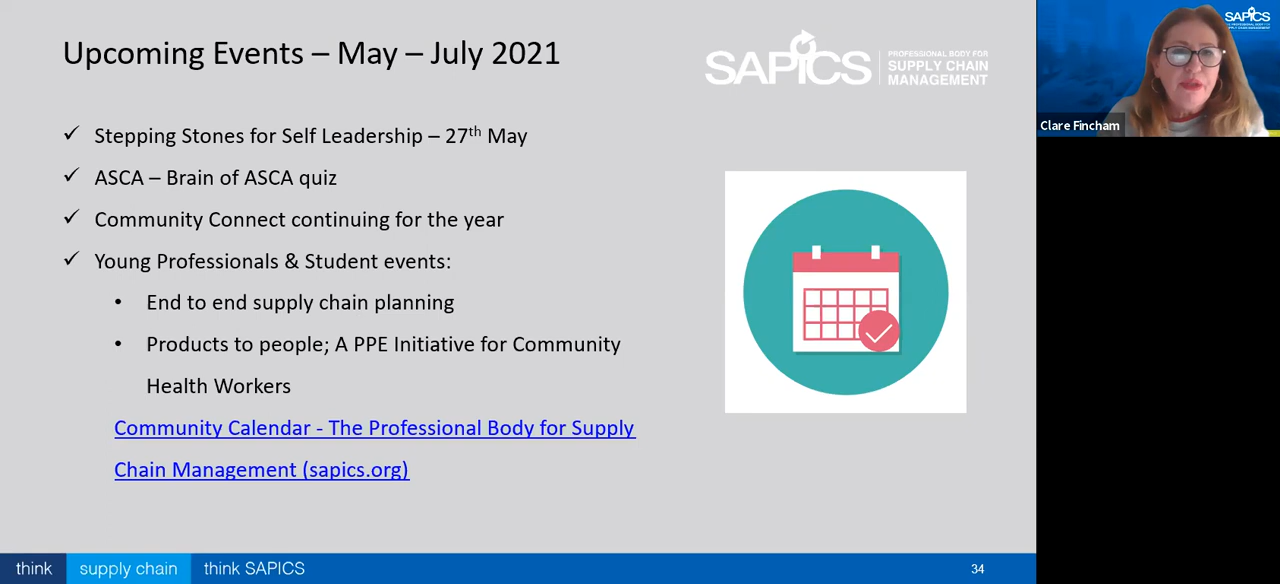 Upcoming Events – May – July 2021
SAPICS
PROFESSIONAL BODY FOR
SUPPLY CHAIN
MANAGEMENT
✓ Stepping Stones for Self Leadership – 27th May
✓ ASCA – Brain of ASCA quiz
✓ Community Connect continuing for the year
✓ Young Professionals & Student events:
• End to end supply chain planning
• Products to people; A PPE Initiative for Community
Health Workers
Community Calendar - The Professional Body for Supply
Chain Management (sapics.org)
think supply chain think SAPICS
34
SAPICS
Clare Fincham